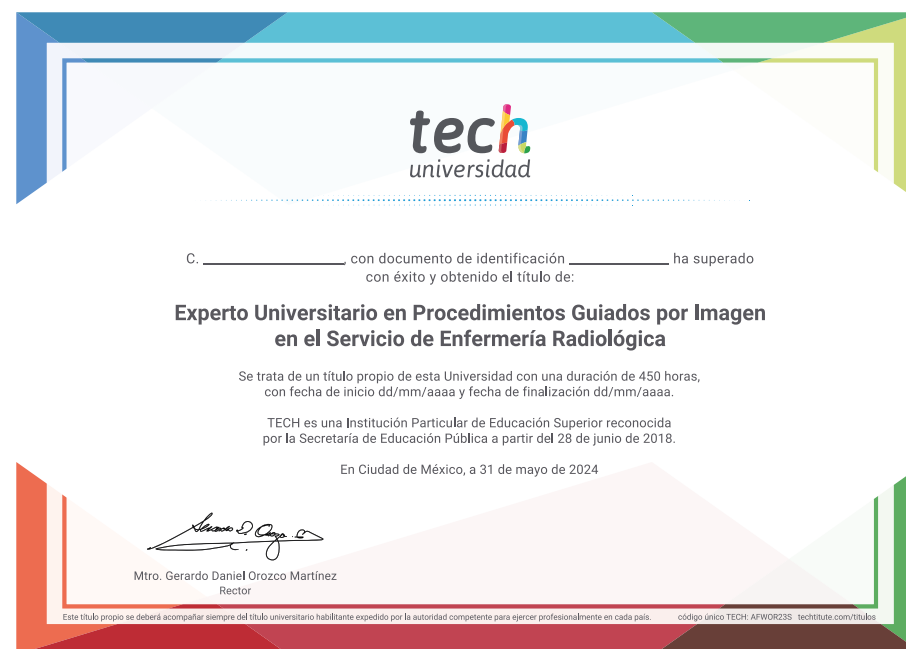 tech
universidad
C. ____________________, con documento de identificación ______________ ha superado
con éxito y obtenido el título de:
Experto Universitario en Procedimientos Guiados por Imagen
en el Servicio de Enfermería Radiológica
Se trata de un título propio de esta Universidad con una duración de 450 horas,
con fecha de inicio dd/mm/aaaa y fecha de finalización dd/mm/aaaa.
TECH es una Institución Particular de Educación Superior reconocida
por la Secretaría de Educación Pública a partir del 28 de junio de 2018.
En Ciudad de México, a 31 de mayo de 2024
Mtro. Gerardo Daniel Orozco Martínez
Rector
Este título propio se deberá acompañar siempre del título universitario habilitante expedido por la autoridad competente para ejercer profesionalmente en cada país. código único TECH: AFWOR23S techtitute.com/titulos